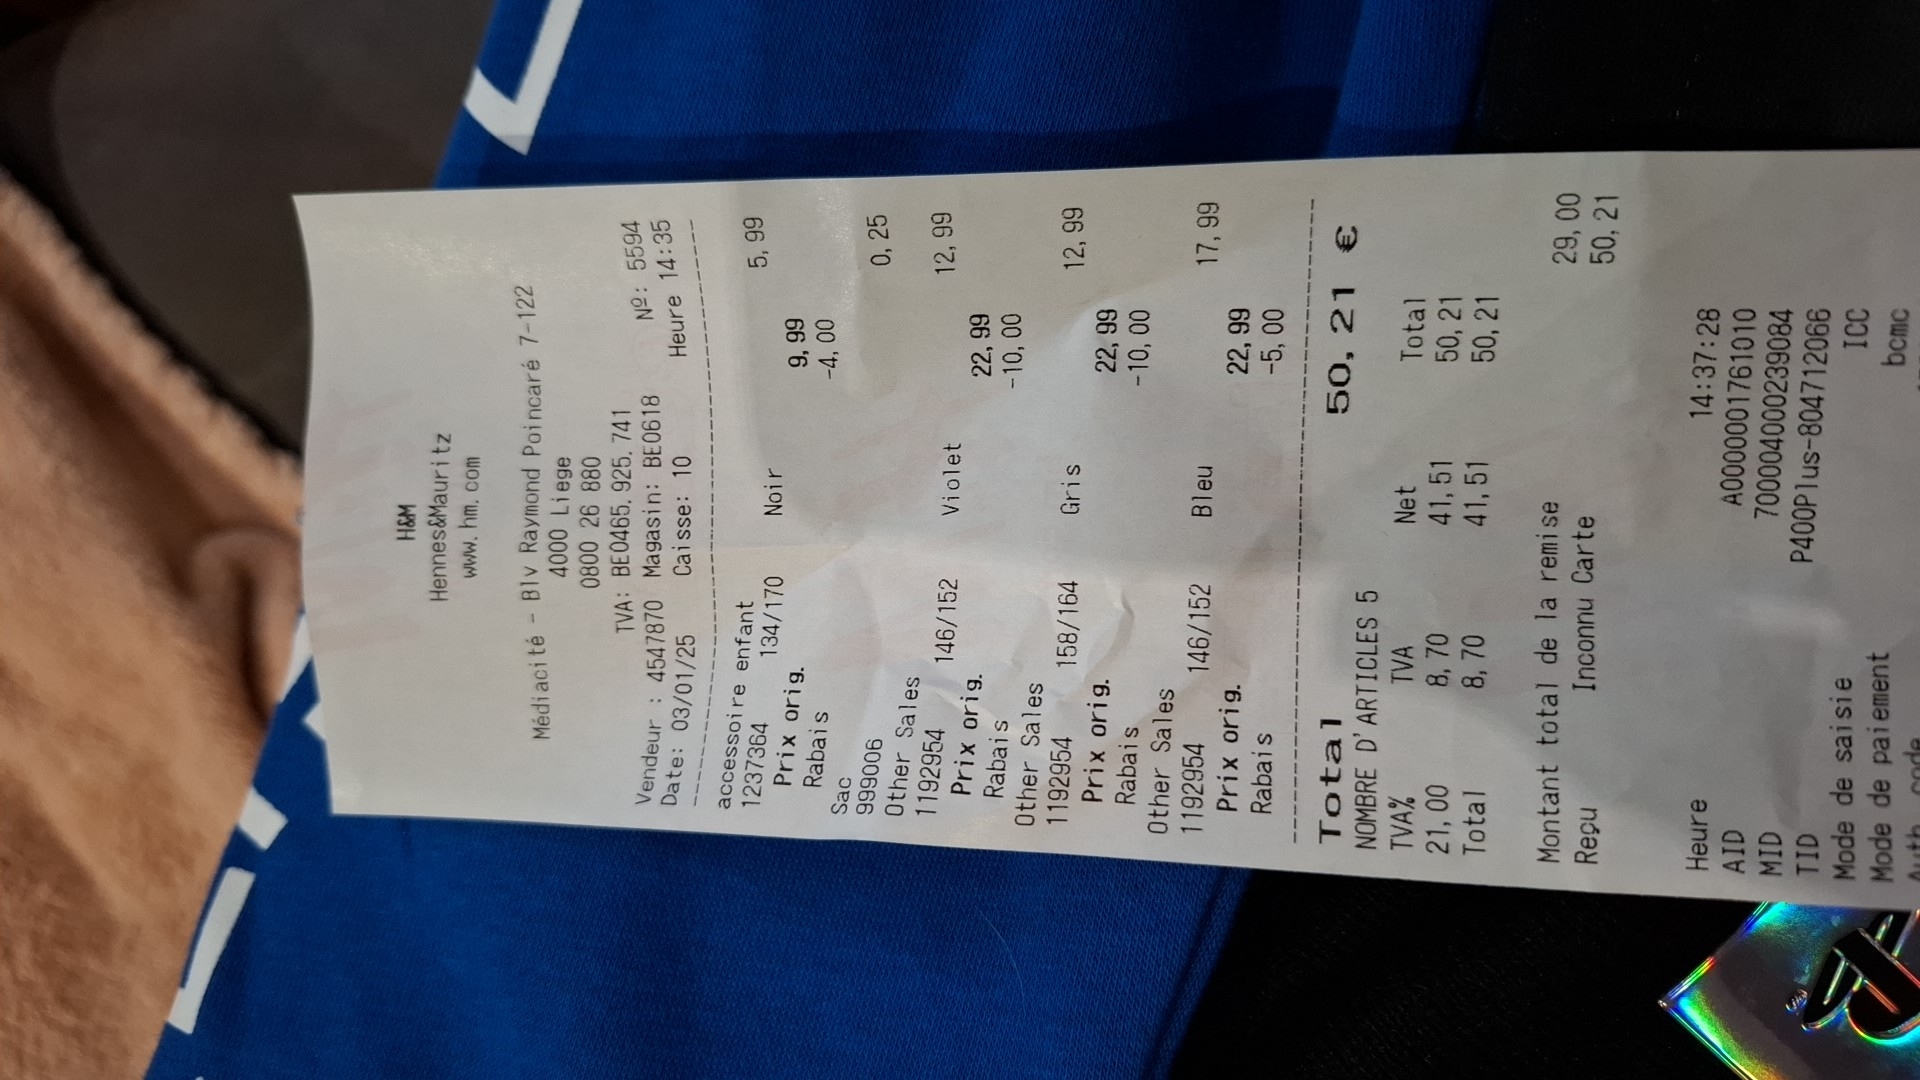 H&M
Hennes&Mauritz
www.hm.com
Médiacité - Blv Raymond Poincaré 7-122
4000 Liege
0800 26 880
TVA: BE0465.925.741
Vendeur : 4547870 Magasin: BE0618 Nº: 5594
Date: 03/01/25 Caisse: 10 Heure 14:35
accessoire enfant
1237364 134/170 Noir 5,99
Prix orig. 9,99
Rabais -4,00
Sac
9999006 0,25
Other Sales
1192954 146/152 Violet 12,99
Prix orig. 22,99
Rabais -10,00
Other Sales
1192954 158/164 Gris 12,99
Prix orig. 22,99
Rabais -10,00
Other Sales
1192954 146/152 Bleu 17,99
Prix orig. 22,99
Rabais -5,00
Total 50,21 €
NOMBRE D'ARTICLES 5
TVA% TVA Net Total
21,00 8,70 41,51 50,21
Total 8,70 41,51 50,21
Montant total de la remise 29,00
Reçu Inconnu Carte 50,21
Heure 14:37:28
AID A0000001761010
MID 700004000239084
TID P400Plus-804712066
Mode de saisie ICC
Mode de paiement bcmc